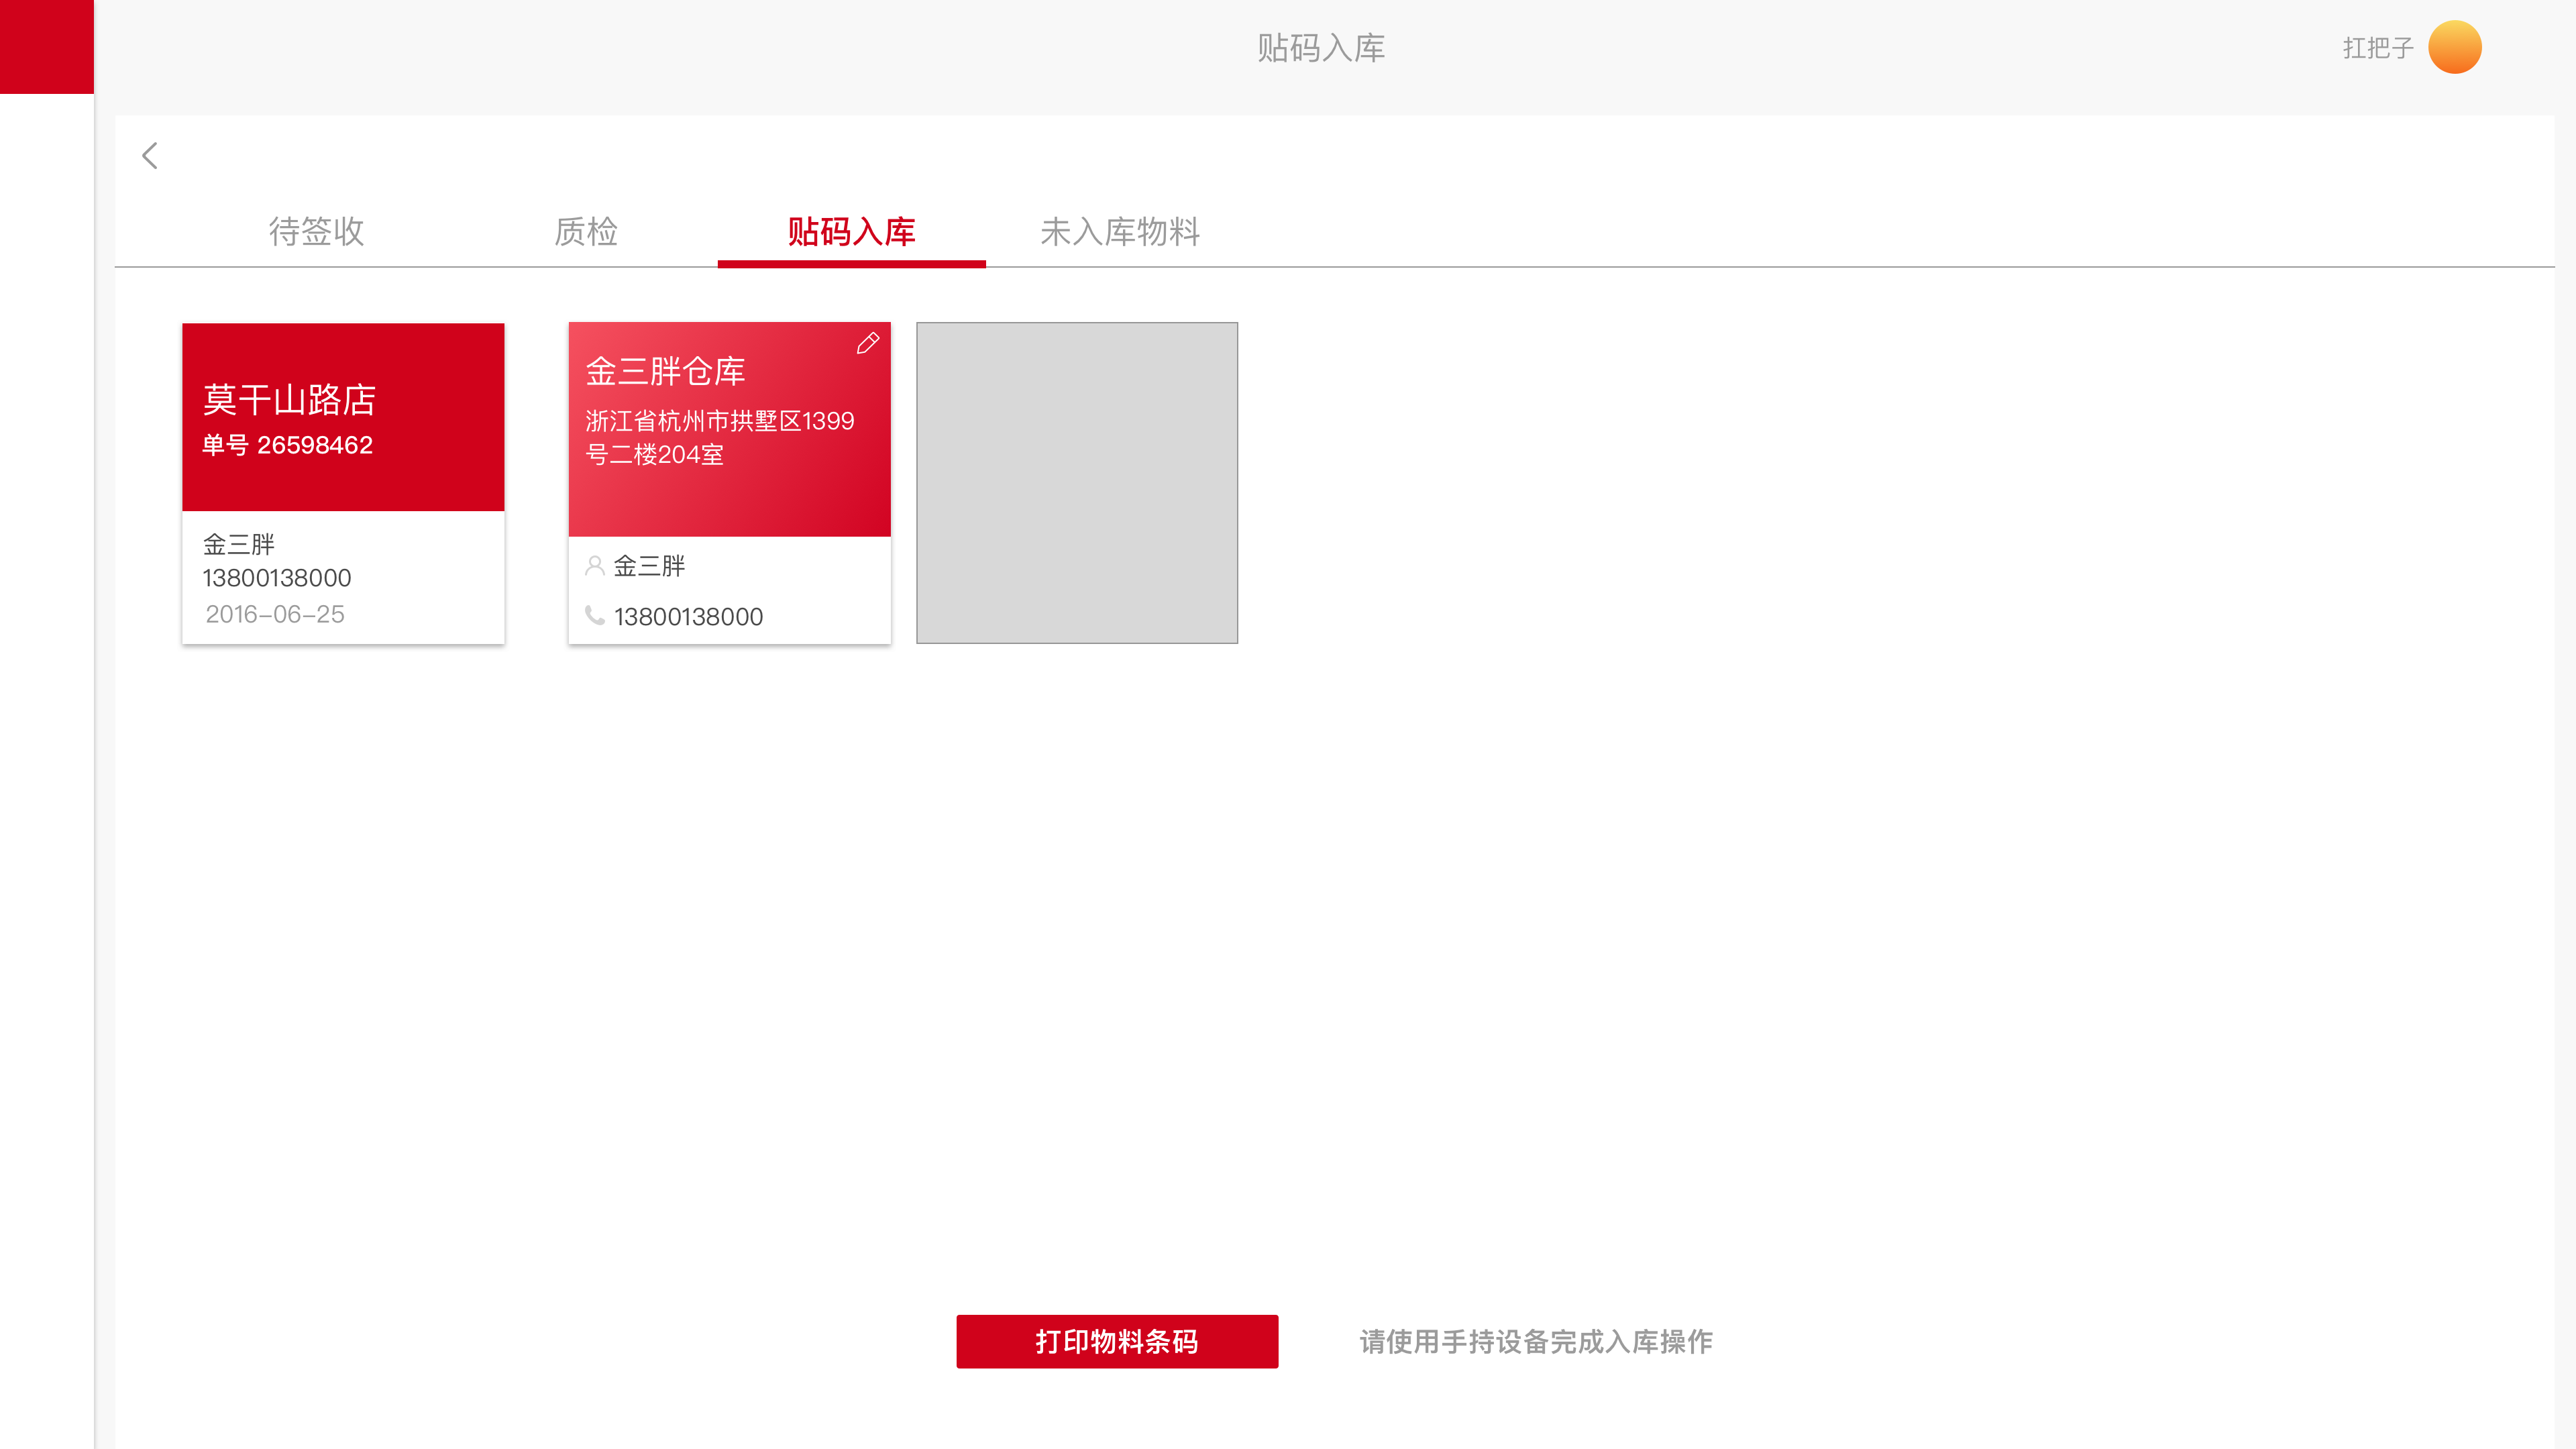 贴码入库
扛把子
待签收
质检
贴码入库
未入库物料
莫干山路店
单号 26598462
金三胖
13800138000
2016-06-25
金三胖仓库
浙江省杭州市拱墅区1399
号二楼204室
金三胖
13800138000
打印物料条码
请使用手持设备完成入库操作